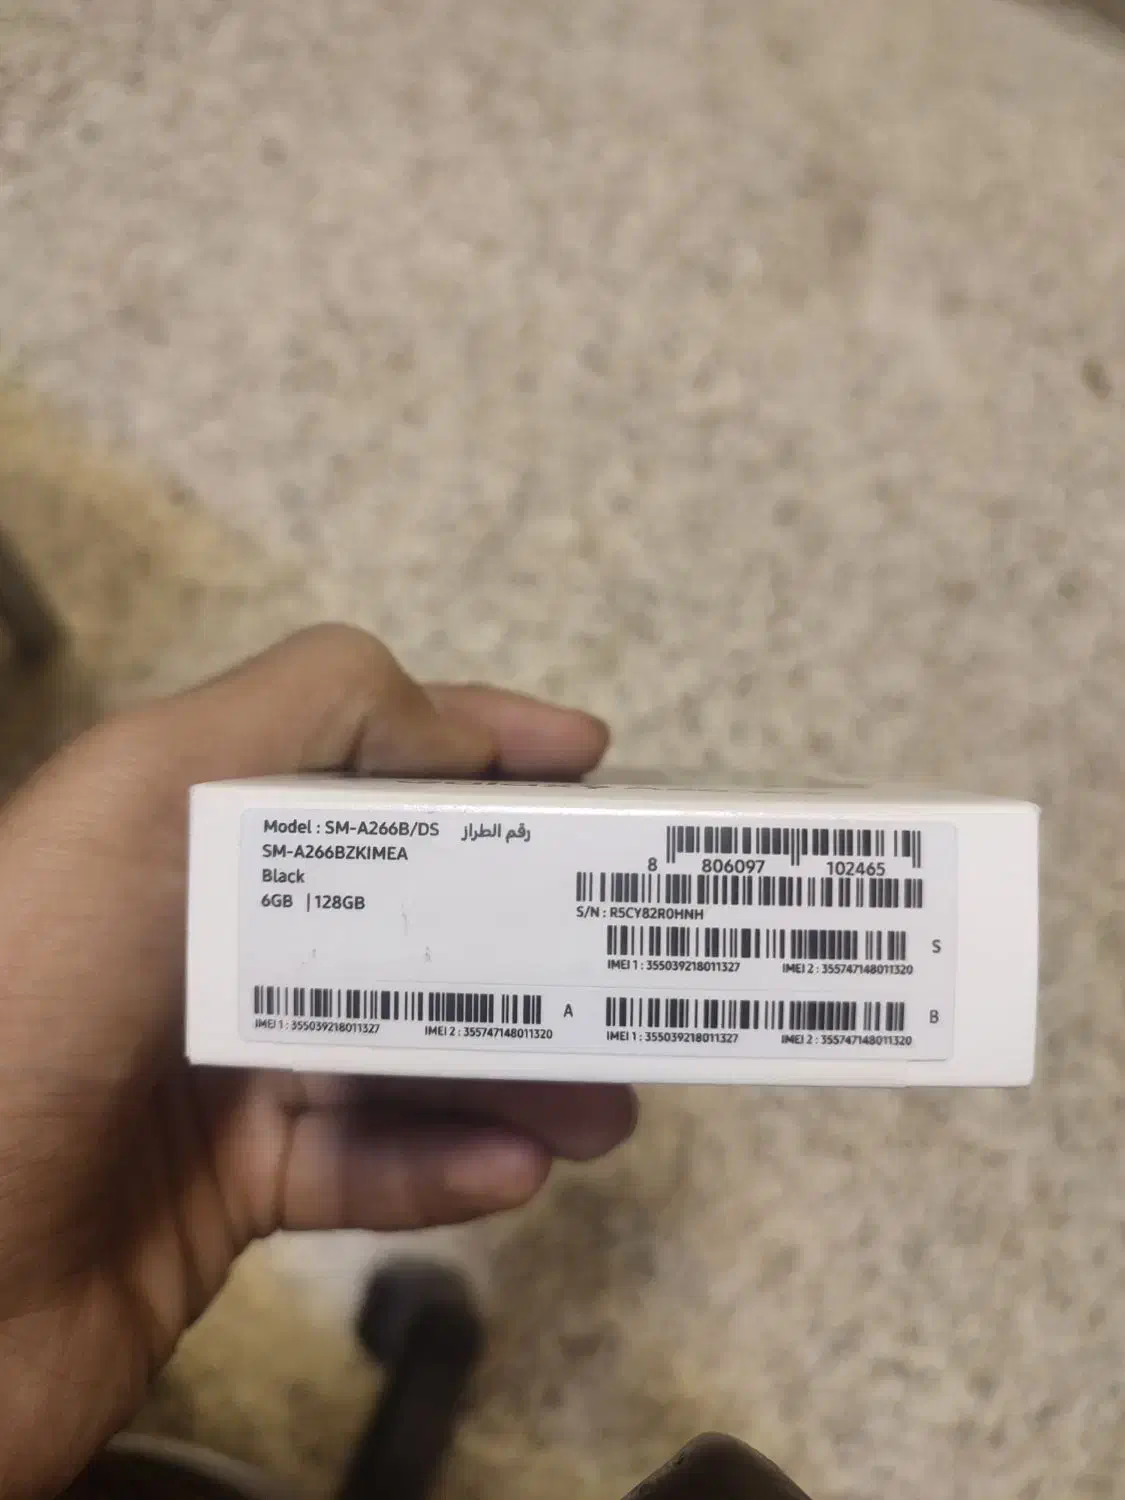 Model : SM-A266B/DS رقم الطراز
SM-A266BZKIMEA
Black
6GB | 128GB
8 806097 102465
S/N : R5CY82R0HNH
IMEI 1 : 355039218011327 IMEI 2 : 355747148011320
S
IMEI 1 : 355039218011327 IMEI 2 : 355747148011320
A
IMEI 1 : 355039218011327 IMEI 2 : 355747148011320
B